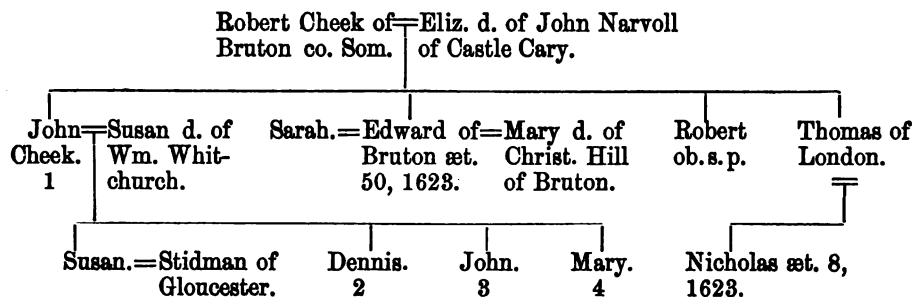 Robert Cheek of=Eliz. d. of John Narvoll
Bruton co. Som. of Castle Cary.
John=Susan d. of
Cheek. Wm. Whit-
1 church.
Sarah.=Edward of=Mary d. of
Bruton æt. Christ. Hill
50, 1623. of Bruton.
Robert
ob. s. p.
Thomas of
London.
=
Susan.=Stidman of
Gloucester.
Dennis.
2
John.
3
Mary.
4
Nicholas æt. 8,
1623.